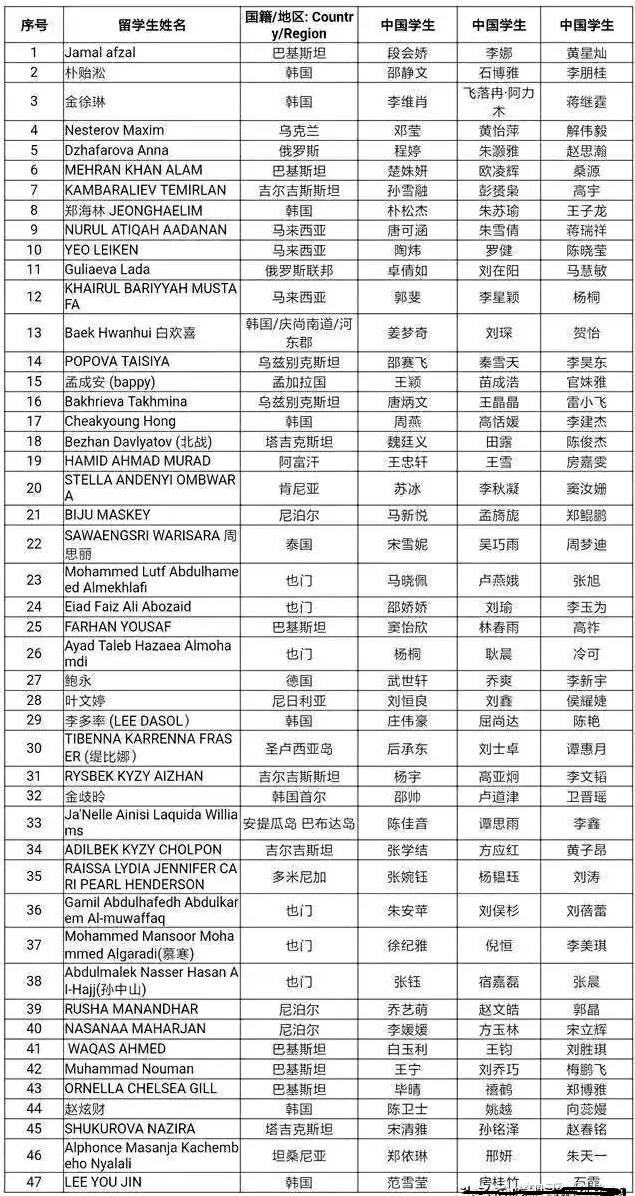 序号 留学生姓名 国籍/地区: Countr 中国学生 中国学生 中国学生
y/Region
1 Jamal afzal 巴基斯坦 段会娇 李娜 黄星灿
2 朴贻淞 韩国 邵静文 石博雅 李朋桂
3 金徐琳 韩国 李维肖 飞落冉·阿力 蒋继霆
木
4 Nesterov Maxim 乌克兰 邓莹 黄怡萍 解伟毅
5 Dzhafarova Anna 俄罗斯 程婷 朱灏雅 赵思瀚
6 MEHRAN KHAN ALAM 巴基斯坦 楚姝妍 欧凌辉 桑源
7 KAMBARALIEV TEMIRLAN 吉尔吉斯斯坦 孙雪融 彭赟枭 高宇
8 郑海林 JEONGHAELIM 韩国 朴松杰 朱苏瑜 王子龙
9 NURUL ATIQAH AADANAN 马来西亚 唐可涵 朱雪倩 蒋瑞祥
10 YEO LEIKEN 马来西亚 陶炜 罗健 陈晓莹
11 Guliaeva Lada 俄罗斯联邦 卓倩如 刘在阳 马慧敏
12 KHAIRUL BARIYYAH MUSTA 马来西亚 郭斐 李星颖 杨桐
FA
13 Baek Hwanhui 白欢喜 韩国/庆尚南道/河 姜梦奇 刘琛 贺怡
东郡
14 POPOVA TAISIYA 乌兹别克斯坦 邵赛飞 秦雪天 李昊东
15 孟成安 (bappy) 孟加拉国 王颖 苗成浩 官妹雅
16 Bakhrieva Takhmina 乌兹别克斯坦 唐炳文 王晶晶 雷小飞
17 Cheakyoung Hong 韩国 周燕 高恬媛 李建杰
18 Bezhan Davlyatov (北战) 塔吉克斯坦 魏廷义 田露 陈俊杰
19 HAMID AHMAD MURAD 阿富汗 王忠轩 王雪 房嘉雯
20 STELLA ANDENYI OMBWAR 肯尼亚 苏冰 李秋凝 窦汝姗
A
21 BIJU MASKEY 尼泊尔 马新悦 孟旖旎 郑鲲鹏
22 SAWAENGSRI WARISARA 周 泰国 宋雪妮 吴巧雨 周梦迪
思丽
23 Mohammed Lutf Abdulhame 也门 马晓佩 卢燕娥 张旭
ed Almekhlafi
24 Eiad Faiz Ali Abozaid 也门 邵娇娇 刘瑜 李玉为
25 FARHAN YOUSAF 巴基斯坦 窦怡欣 林春雨 高祚
26 Ayad Taleb Hazaea Almoha 也门 杨桐 耿晨 冷可
mdi
27 鲍永 德国 武世轩 乔爽 李新宇
28 叶文婷 尼日利亚 刘恒良 刘鑫 侯耀婕
29 李多率 (LEE DASOL） 韩国 庄伟豪 屈尚达 陈艳
30 TIBENNA KARRENNA FRAS 圣卢西亚岛 后承东 刘士卓 谭惠月
ER (缇比娜）
31 RYSBEK KYZY AIZHAN 吉尔吉斯斯坦 杨宇 高亚炯 李文韬
32 金歧昤 韩国首尔 邵帅 卢道津 卫晋瑶
33 Ja'Nelle Ainisi Laquida Willia 安提瓜岛 巴布达岛 陈佳音 谭思雨 李鑫
ms
34 ADILBEK KYZY CHOLPON 吉尔吉斯坦 张学结 方应红 黄子昂
35 RAISSA LYDIA JENNIFER CA 多米尼加 张婉钰 杨韫珏 刘涛
RI PEARL HENDERSON
36 Gamil Abdulhafedh Abdulkar 也门 朱安苹 刘俣杉 刘蓓蕾
em Al-muwaffaq
37 Mohammed Mansoor Moha 也门 徐纪雅 倪恒 李美琪
mmed Algaradi(慕寒)
38 Abdulmalek Nasser Hasan A 也门 张钰 宿嘉磊 张晨
l-Hajj(孙中山)
39 RUSHA MANANDHAR 尼泊尔 乔艺萌 赵文皓 郭晶
40 NASANAA MAHARJAN 尼泊尔 李媛媛 方玉林 宋立辉
41 WAQAS AHMED 巴基斯坦 白玉利 王钧 刘胜琪
42 Muhammad Nouman 巴基斯坦 王宁 刘乔巧 梅鹏飞
43 ORNELLA CHELSEA GILL 巴基斯坦 毕晴 禧鹤 郑博雅
44 赵炫财 韩国 陈卫士 姚越 向蕊嫚
45 SHUKUROVA NAZIRA 塔吉克斯坦 宋清雅 孙铭泽 赵春铭
46 Alphonce Masanja Kachemb 坦桑尼亚 郑依琳 邢妍 朱天一
eho Nyalali
47 LEE YOU JIN 韩国 范雪莹 房桂竹 石霞